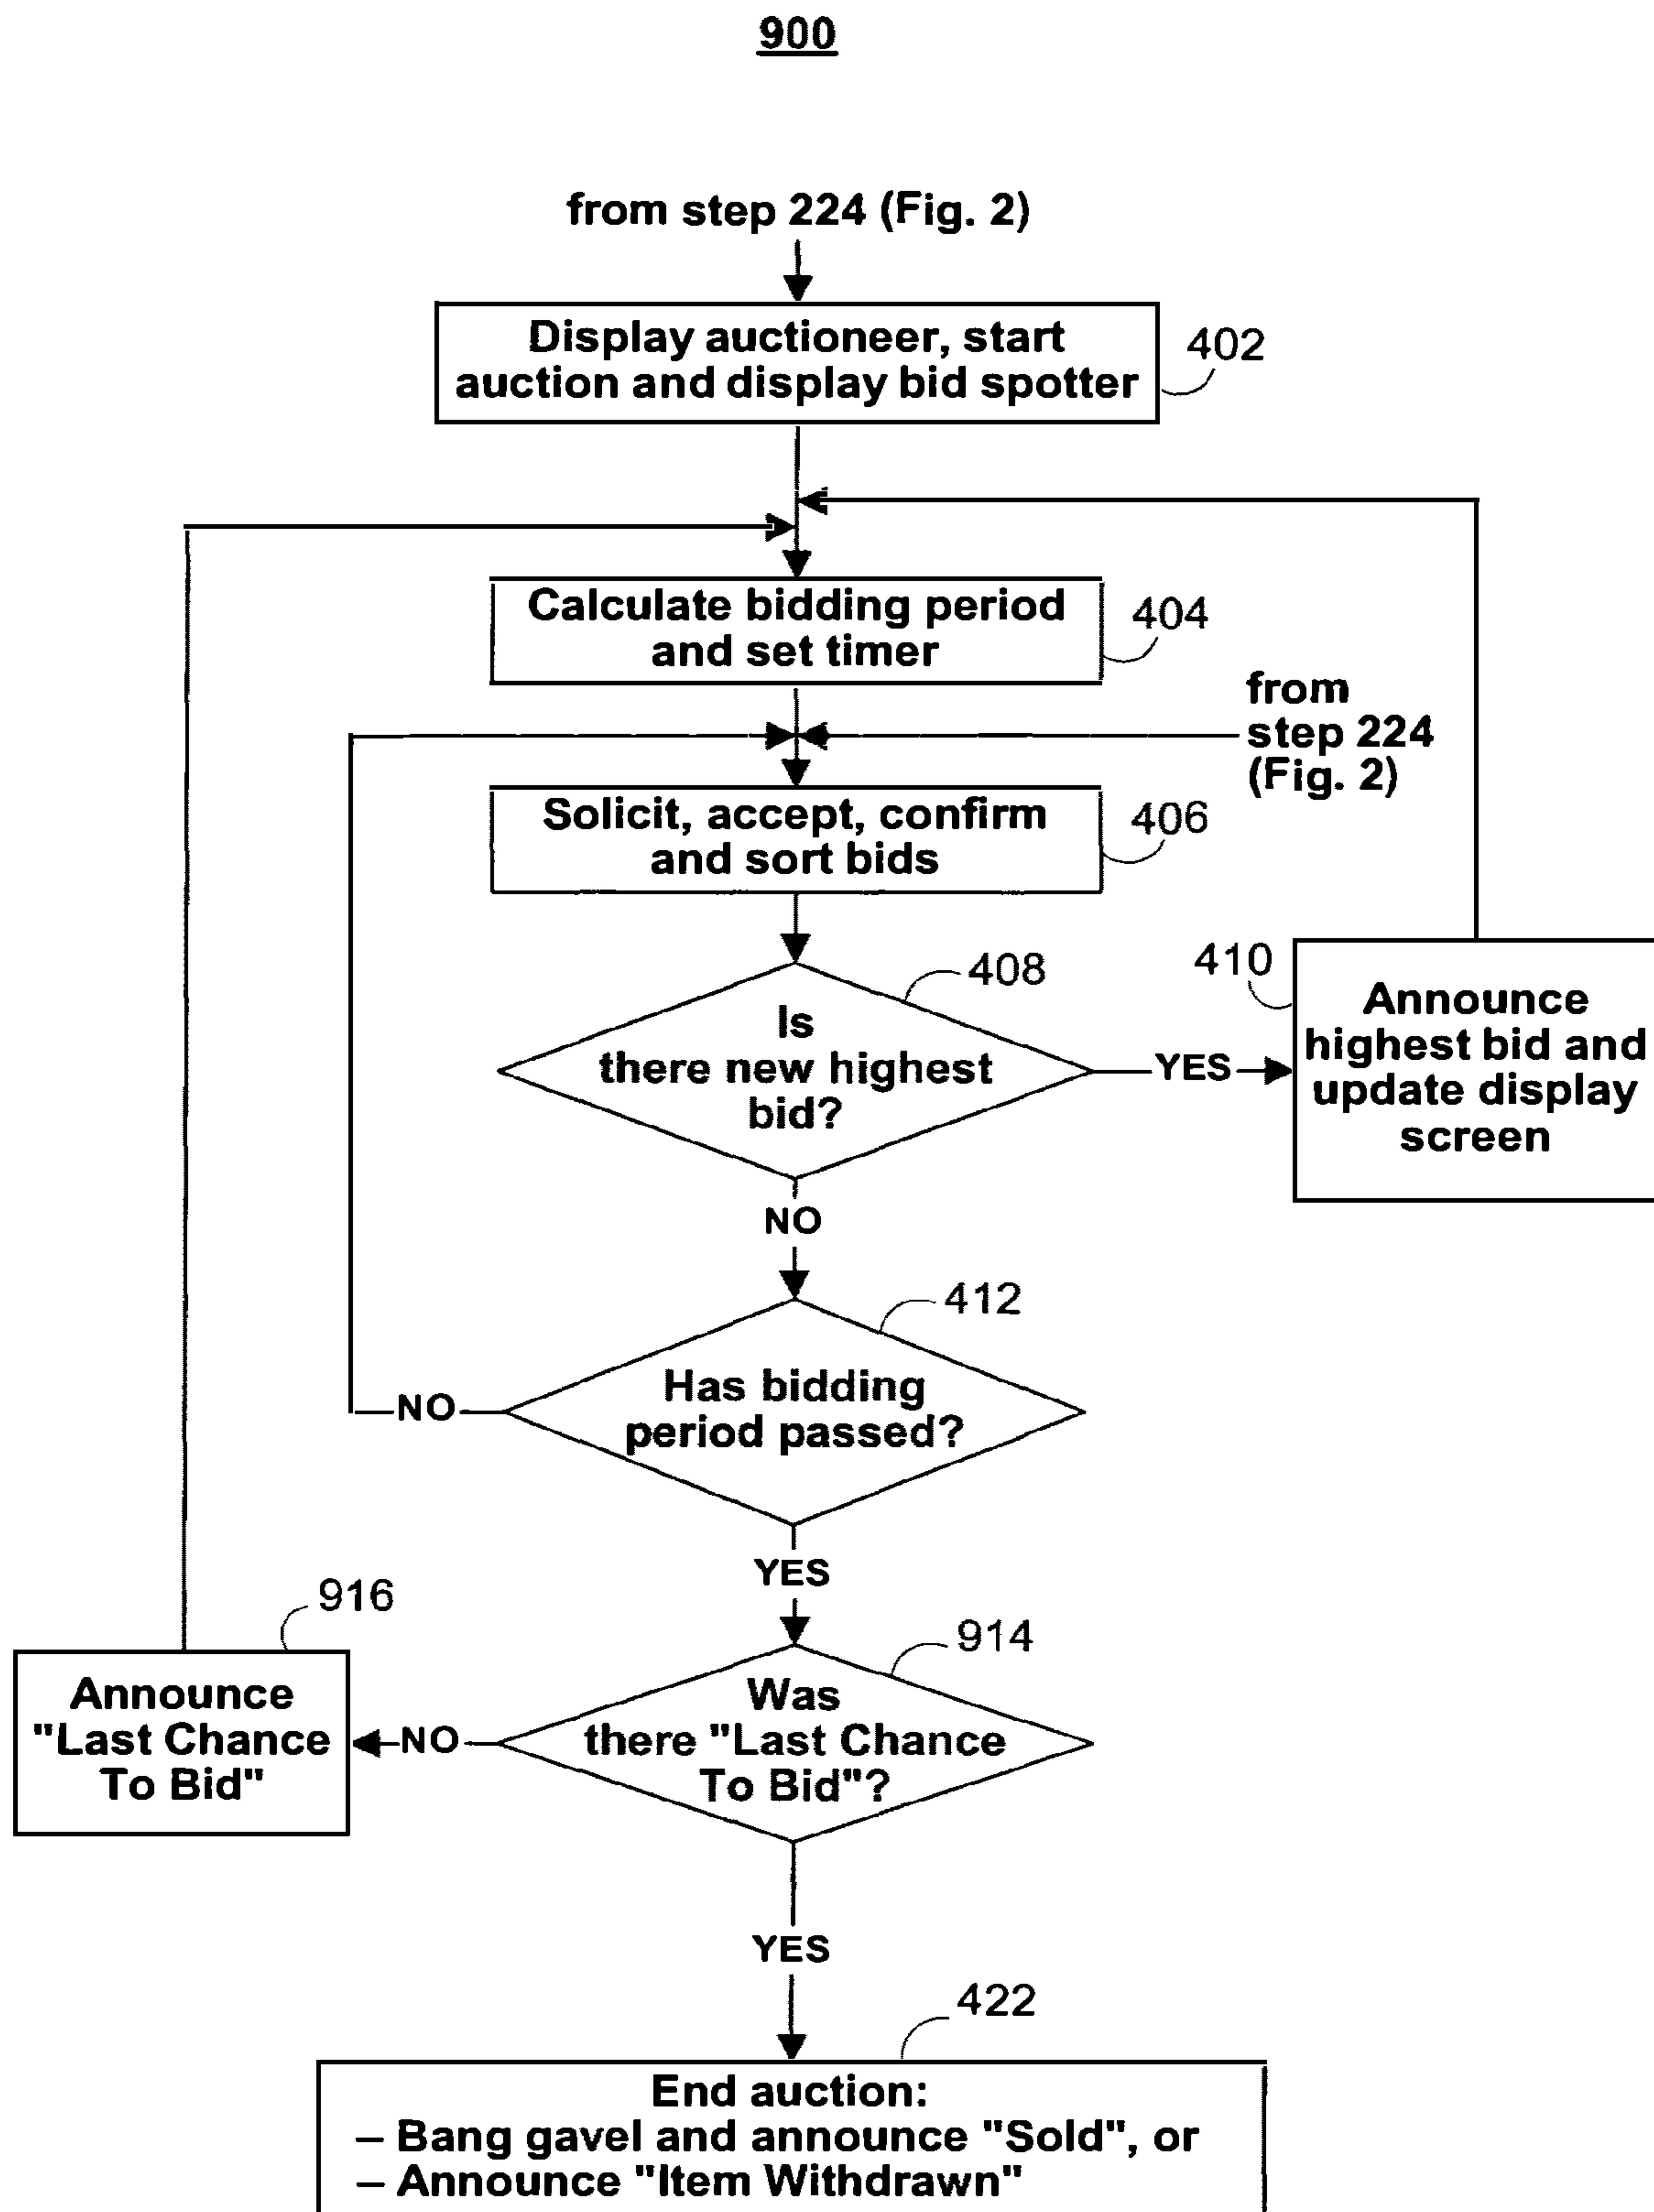 900
from step 224 (Fig. 2)
Display auctioneer, start
auction and display bid spotter
402
Calculate bidding period
and set timer
404
from
step 224
(Fig. 2)
Solicit, accept, confirm
and sort bids
406
408
Is
there new highest
bid?
YES
410
Announce
highest bid and
update display
screen
NO
412
Has bidding
period passed?
NO
YES
916
Announce
"Last Chance
To Bid"
NO
914
Was
there "Last Chance
To Bid"?
YES
422
End auction:
– Bang gavel and announce "Sold", or
– Announce "Item Withdrawn"